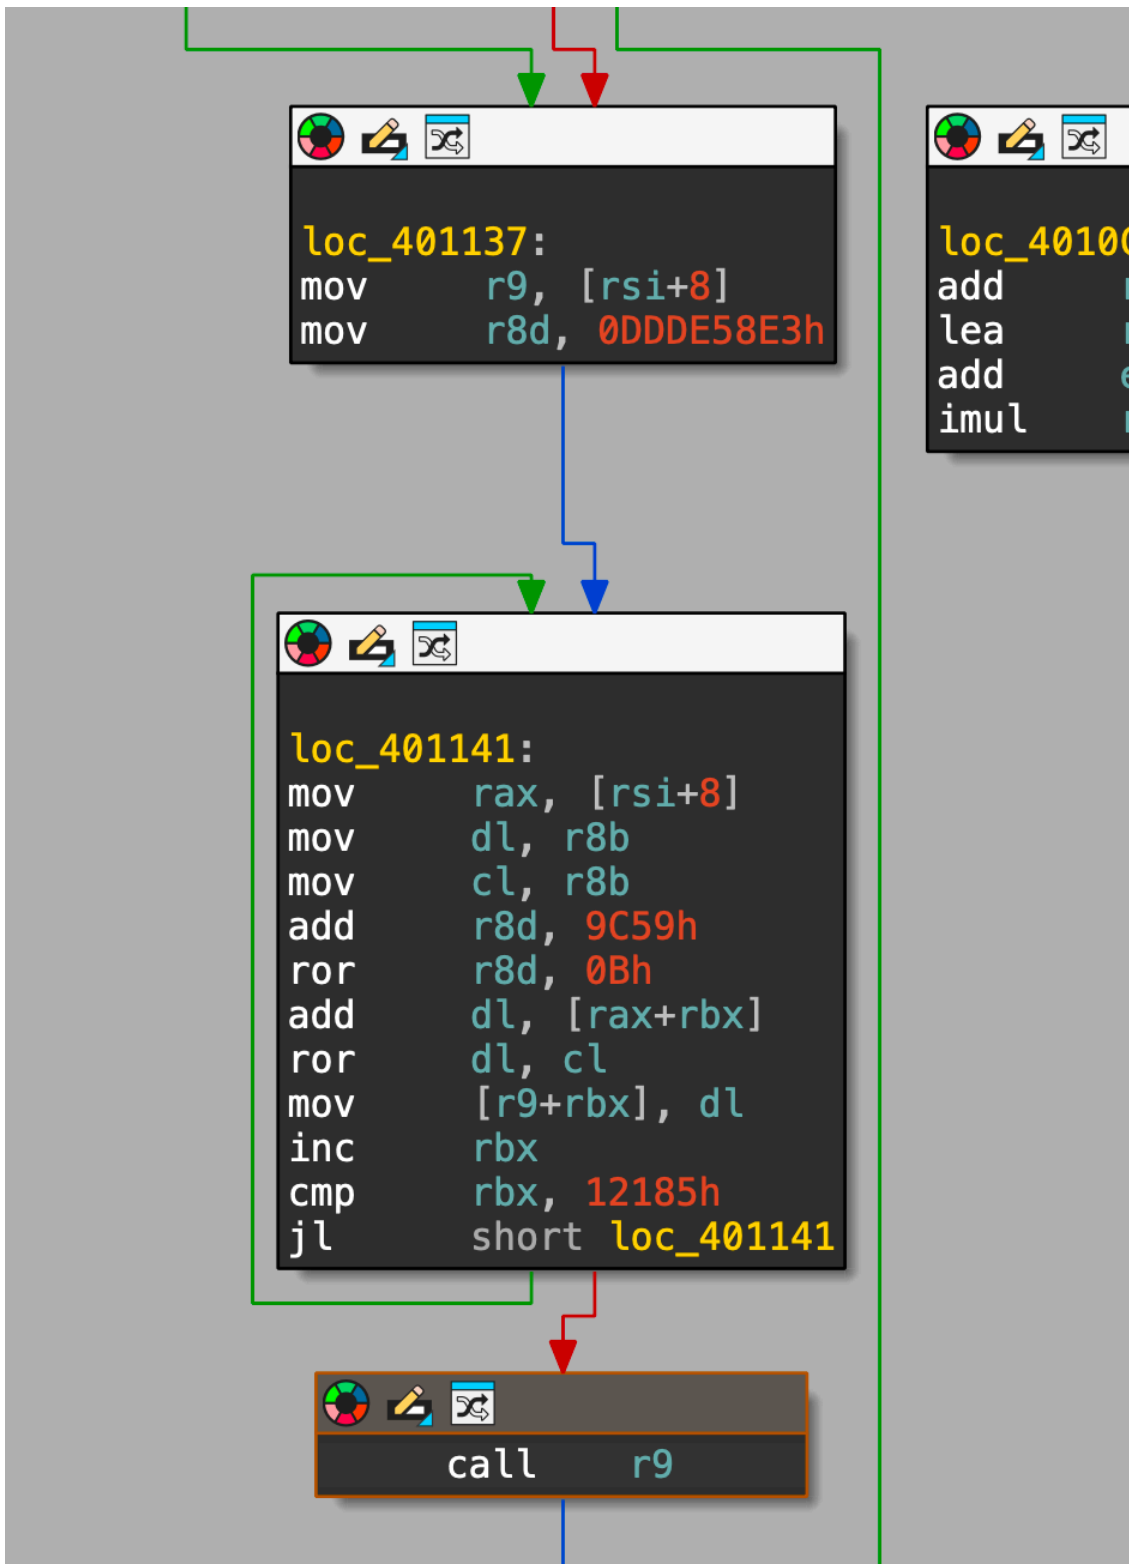 loc_401137:
mov r9, [rsi+8]
mov r8d, 0DDDE58E3h
add
lea
add
imul
loc_401141:
mov rax, [rsi+8]
mov dl, r8b
mov cl, r8b
add r8d, 9C59h
ror r8d, 0Bh
add dl, [rax+rbx]
ror dl, cl
mov [r9+rbx], dl
inc rbx
cmp rbx, 12185h
jl short loc_401141
call r9